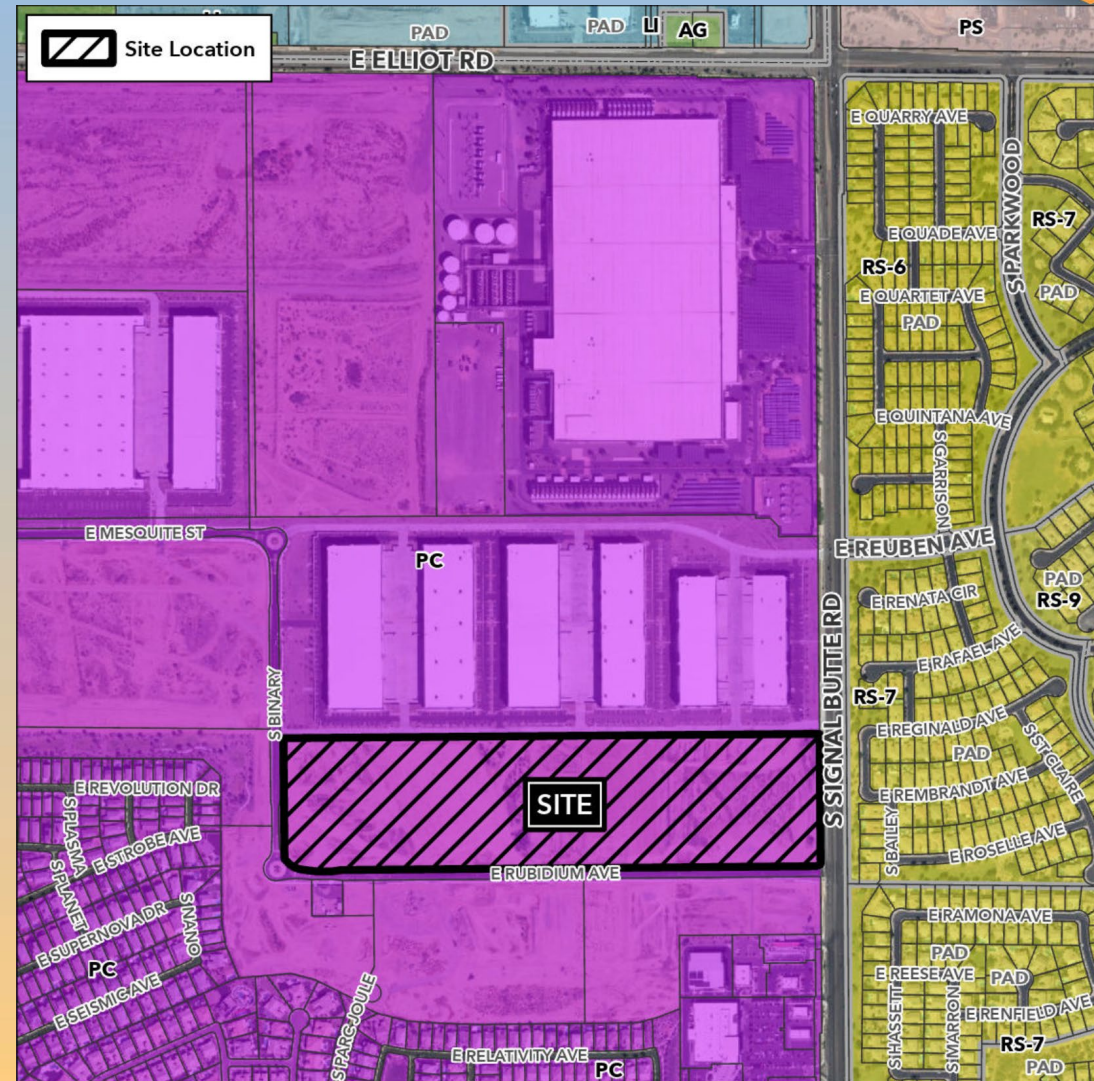 Site Location
PAD
PAD
LI
AG
PS
E ELLIOT RD
E QUARRY AVE
S PARKWOOD
RS-7
E QUADE AVE
RS-6
E QUARTET AVE
PAD
PAD
E QUINTANA AVE
S GARRISON
E MESQUITE ST
PC
E REUBEN AVE
PAD
RS-9
E RENATA CIR
E RAFAEL AVE
S BINARY
S SIGNAL BUTTE RD
RS-7
E REGINALD AVE
S ST CLAIRE
PAD
E REVOLUTION DR
SITE
E REMBRANDT AVE
S PLASMA
E STROBE AVE
S BAILEY
E ROSELLE AVE
E RUBIDIUM AVE
S PLANET
E SUPERNOVA DR
S NANO
E RAMONA AVE
PAD
PC
E REESE AVE
PAD
E SEISMIC AVE
S PARC JOULE
S HASSETT
S MARRON
E RENFIELD AVE
RS-7
E RELATIVITY AVE
PC
PAD